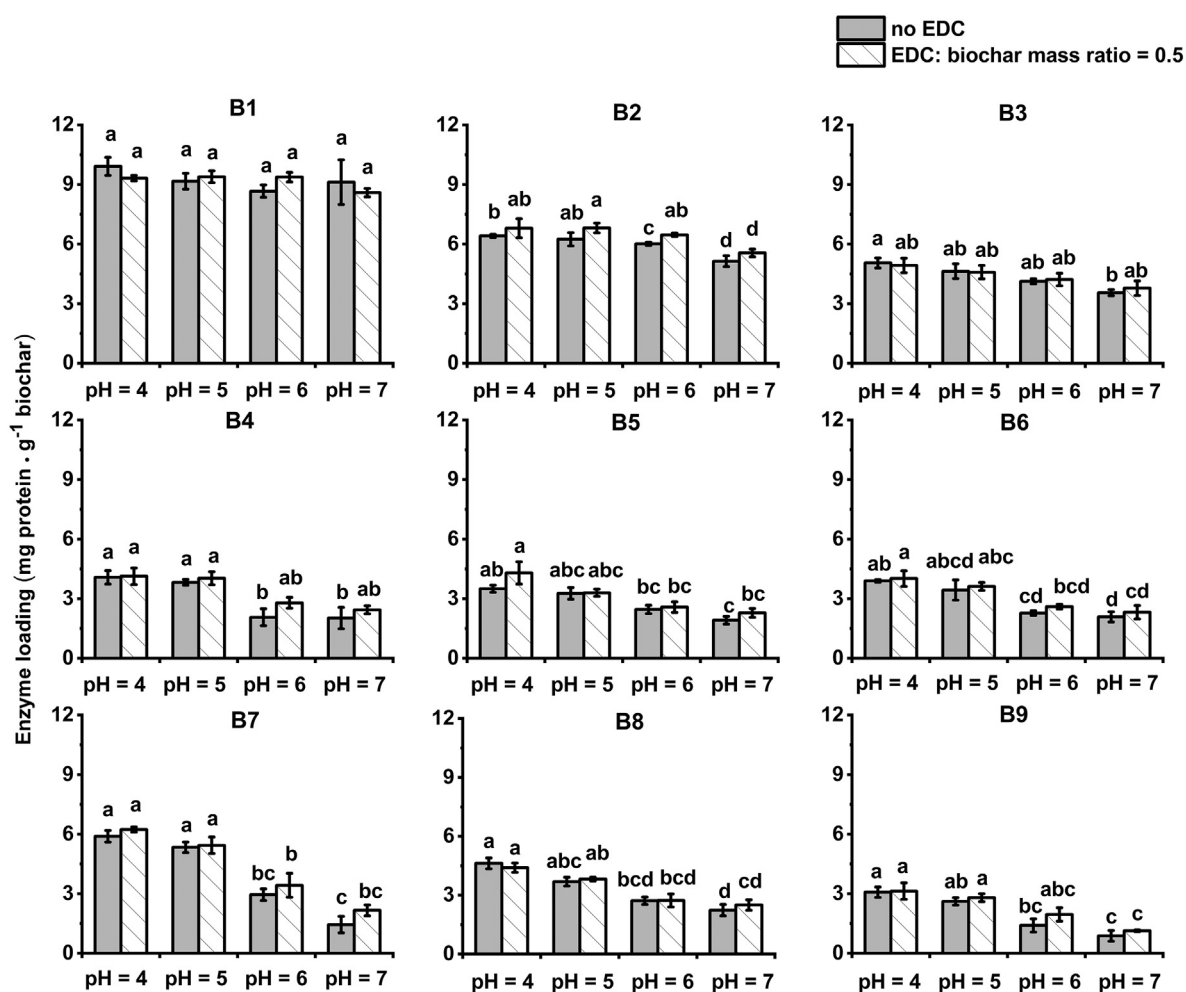 no EDC
EDC: biochar mass ratio = 0.5
Enzyme loading (mg protein · g⁻¹ biochar)
B1
12
9
6
3
0
a a a a a a a a
pH = 4 pH = 5 pH = 6 pH = 7
B2
12
9
6
3
0
b ab ab a c ab d d
pH = 4 pH = 5 pH = 6 pH = 7
B3
12
9
6
3
0
a ab ab ab ab ab b ab
pH = 4 pH = 5 pH = 6 pH = 7
B4
12
9
6
3
0
a a a a b ab b ab
pH = 4 pH = 5 pH = 6 pH = 7
B5
12
9
6
3
0
ab a abc abc bc bc c bc
pH = 4 pH = 5 pH = 6 pH = 7
B6
12
9
6
3
0
ab a abcd abc cd bcd d cd
pH = 4 pH = 5 pH = 6 pH = 7
B7
12
9
6
3
0
a a a a bc b c bc
pH = 4 pH = 5 pH = 6 pH = 7
B8
12
9
6
3
0
a a abc ab bcd bcd d cd
pH = 4 pH = 5 pH = 6 pH = 7
B9
12
9
6
3
0
a a ab a bc abc c c
pH = 4 pH = 5 pH = 6 pH = 7